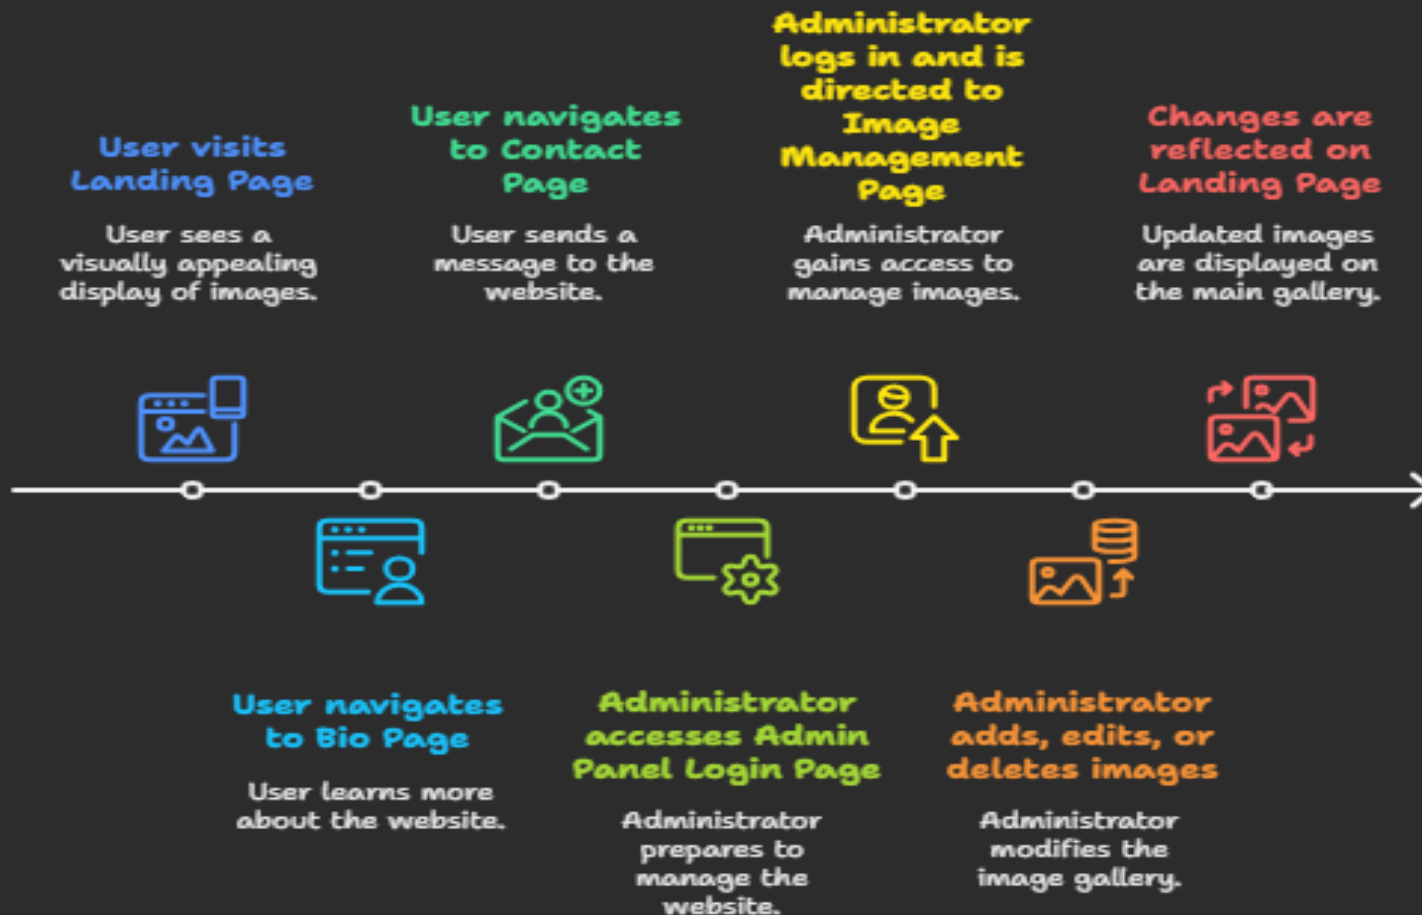 User visits
Landing Page
User sees a
visually appealing
display of images.
User navigates
to Bio Page
User learns more
about the website.
User navigates
to Contact
Page
User sends a
message to the
website.
Administrator
accesses Admin
Panel Login Page
Administrator
prepares to
manage the
website.
Administrator
logs in and is
directed to
Image
Management
Page
Administrator
gains access to
manage images.
Administrator
adds, edits, or
deletes images
Administrator
modifies the
image gallery.
Changes are
reflected on
Landing Page
Updated images
are displayed on
the main gallery.